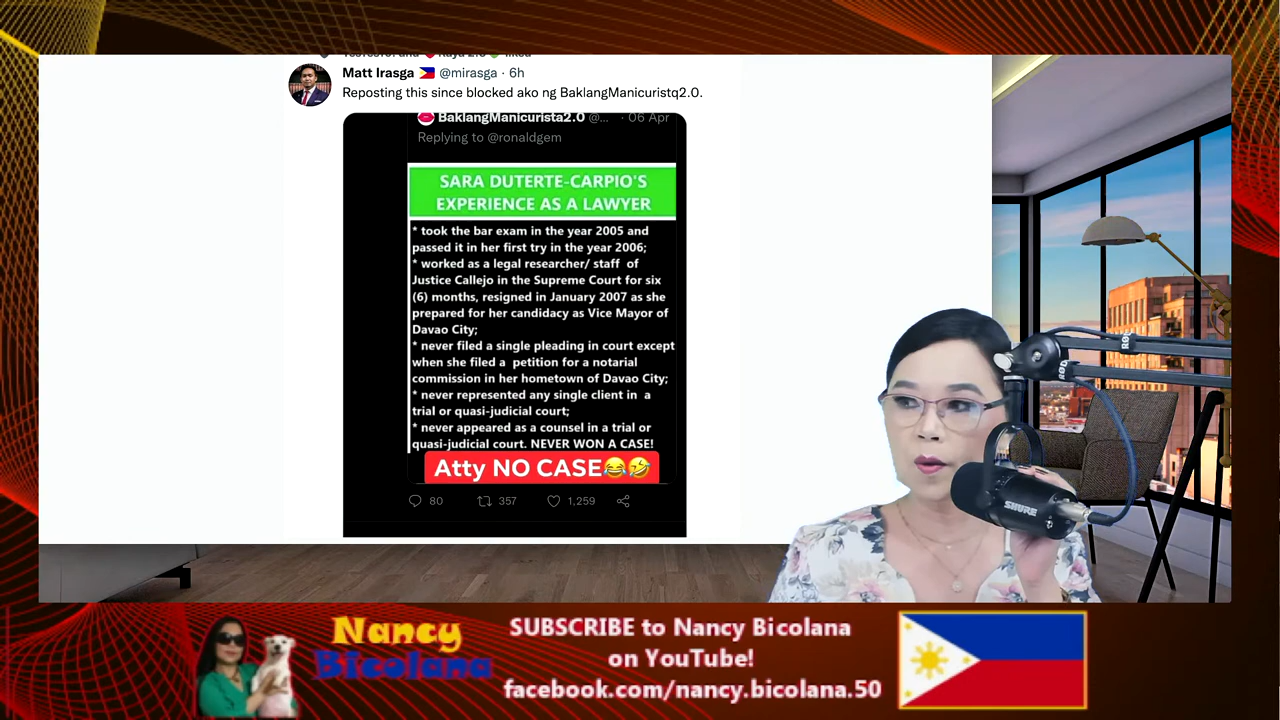 Matt Irasga @mirasga · 6h
Reposting this since blocked ako ng BaklangManicuristq2.0.
BaklangManicurista2.0 @... · 06 Apr
Replying to @ronaldgem
SARA DUTERTE-CARPIO'S
EXPERIENCE AS A LAWYER
* took the bar exam in the year 2005 and
passed it in her first try in the year 2006;
* worked as a legal researcher/ staff of
Justice Callejo in the Supreme Court for six
(6) months, resigned in January 2007 as she
prepared for her candidacy as Vice Mayor of
Davao City;
* never filed a single pleading in court except
when she filed a petition for a notarial
commission in her hometown of Davao City;
* never represented any single client in a
trial or quasi-judicial court;
* never appeared as a counsel in a trial or
quasi-judicial court. NEVER WON A CASE!
Atty NO CASE😂🤣
80 357 1,259
RODE
SHURE
Nancy
Bicolana
SUBSCRIBE to Nancy Bicolana
on YouTube!
facebook.com/nancy.bicolana.50